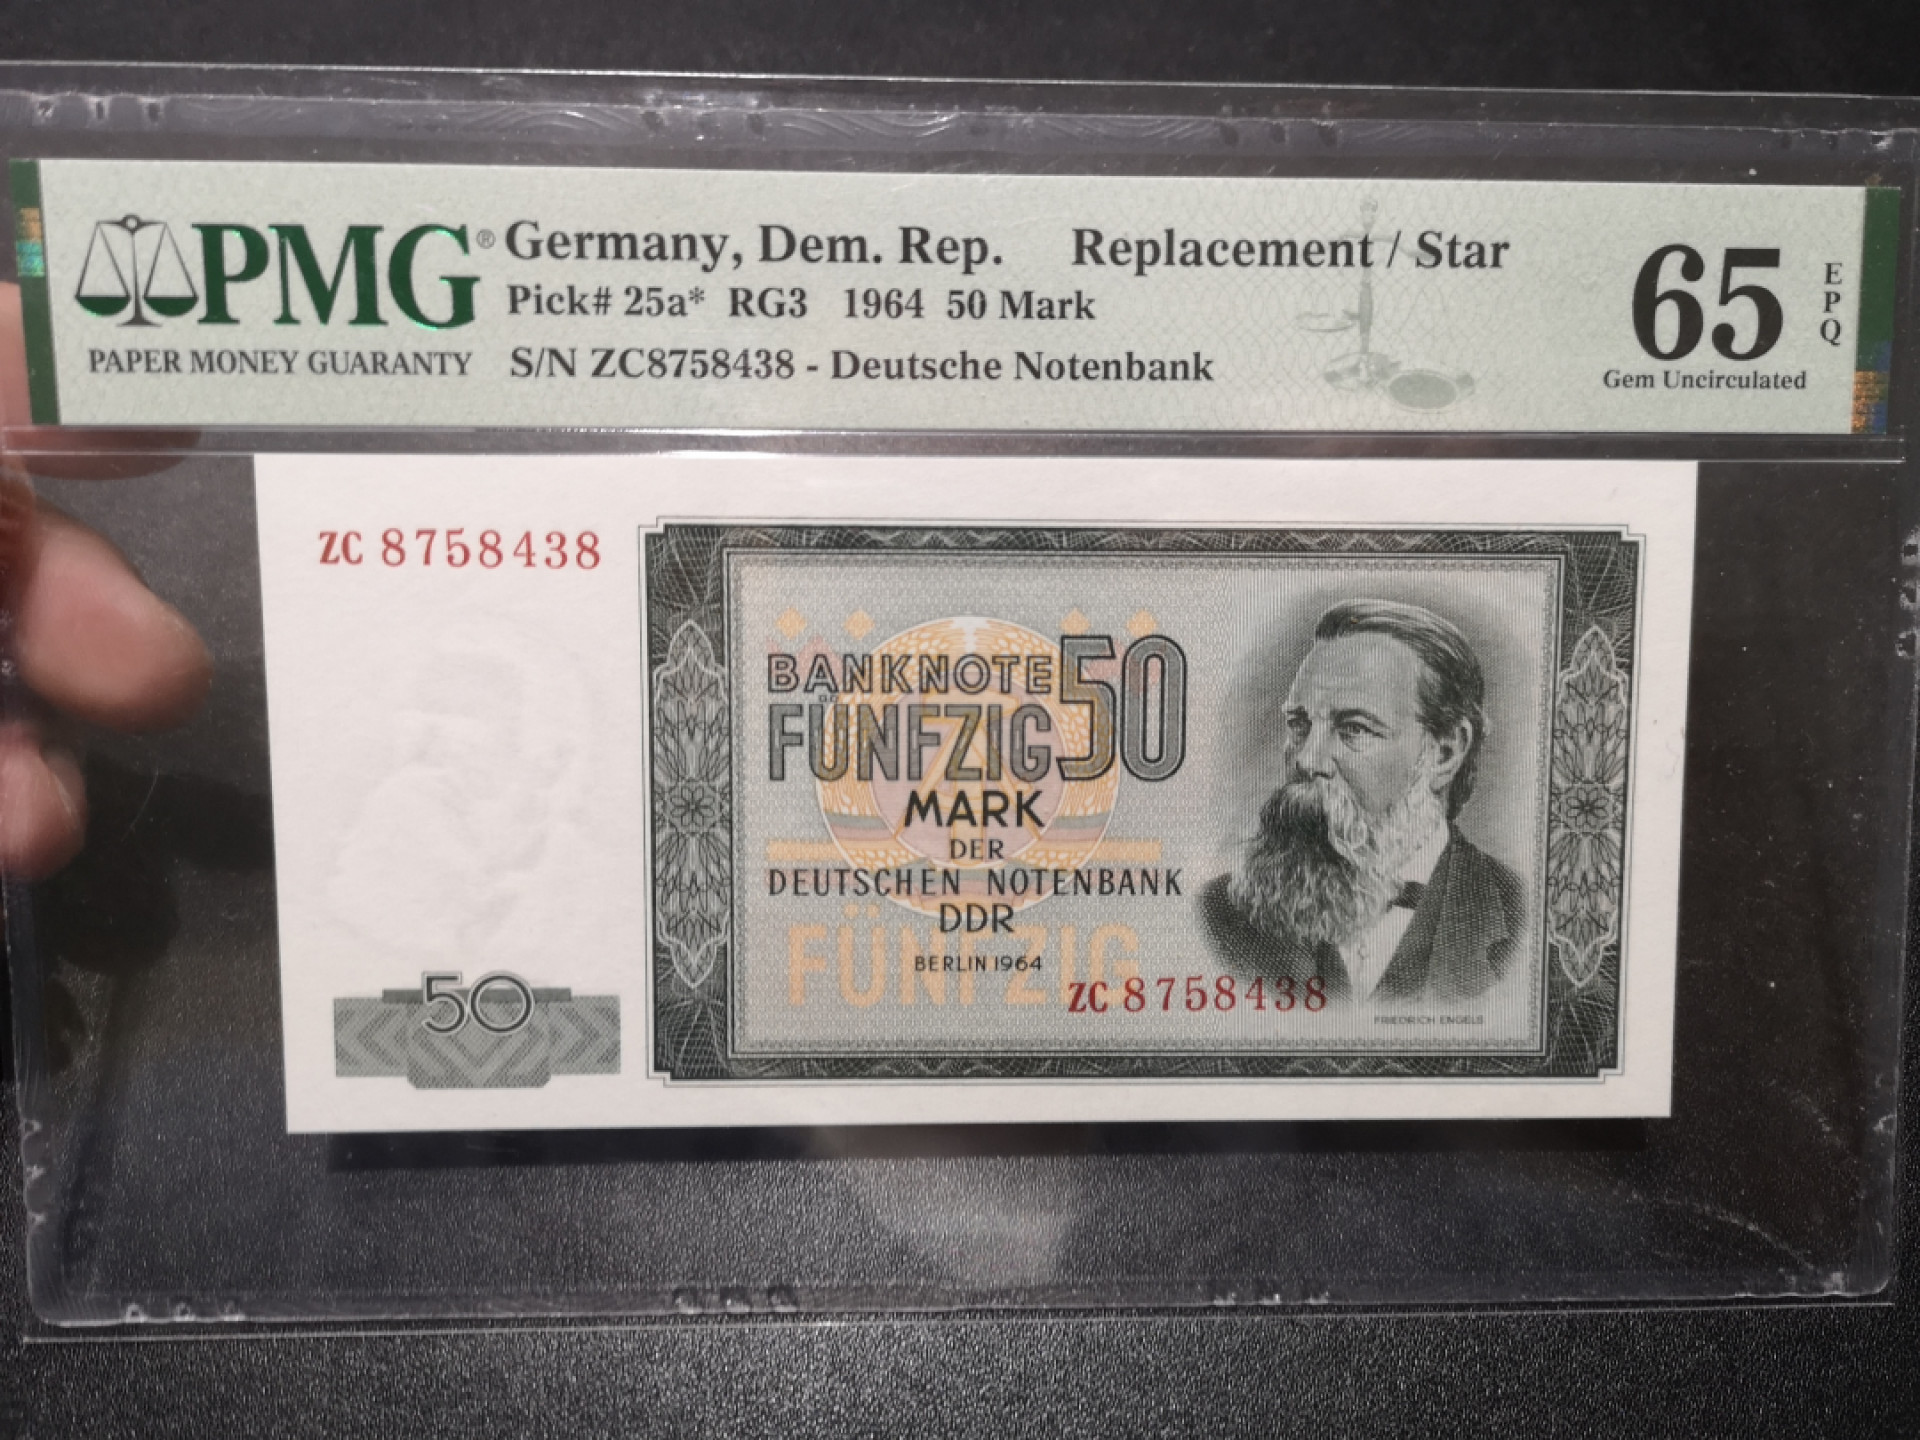 PMG® Germany, Dem. Rep. Replacement / Star
Pick# 25a* RG3 1964 50 Mark
PAPER MONEY GUARANTY S/N ZC8758438 - Deutsche Notenbank
65 EPQ
Gem Uncirculated
ZC 8758438
BANKNOTE 50
FÜNFZIG
MARK
DER
DEUTSCHEN NOTENBANK
DDR
FÜNFZIG
BERLIN 1964
ZC 8758438
FRIEDRICH ENGELS
50